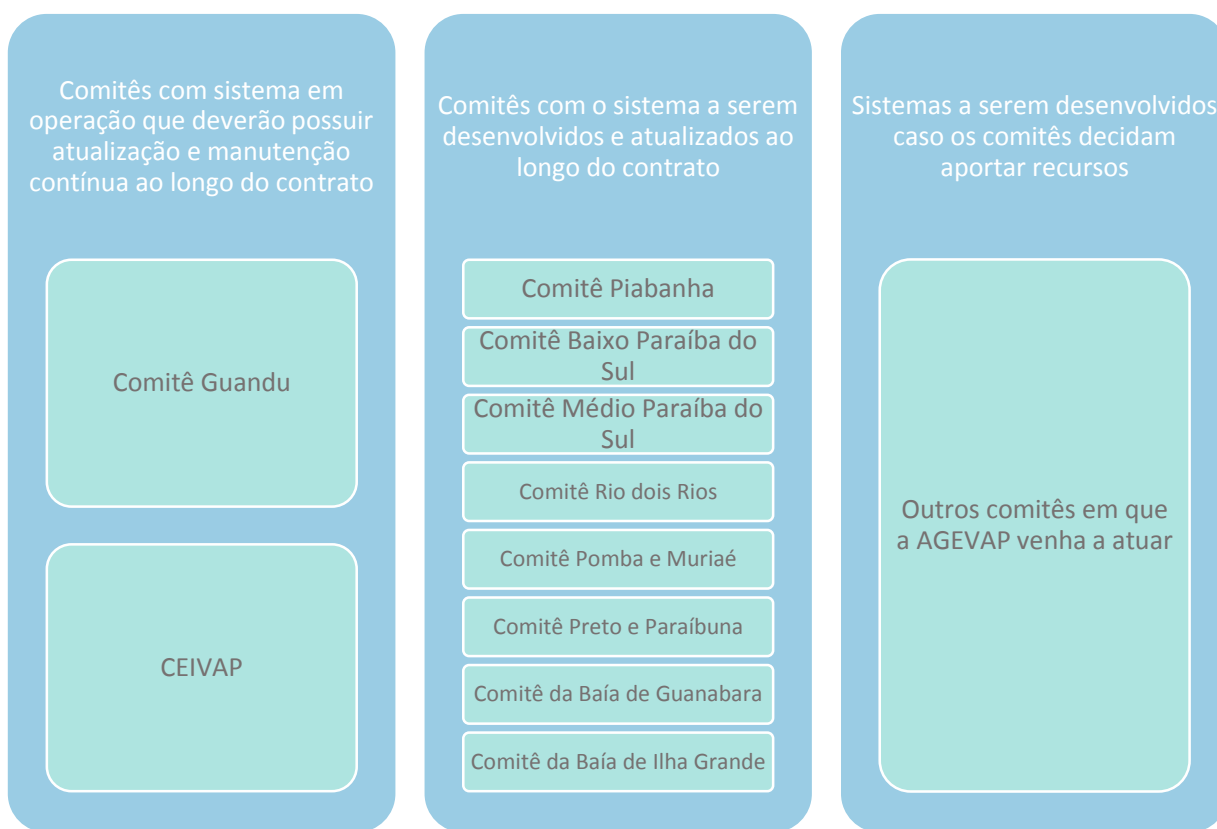 Comitês com sistema em
operação que deverão possuir
atualização e manutenção
contínua ao longo do contrato
Comitê Guandu
CEIVAP
Comitês com o sistema a serem
desenvolvidos e atualizados ao
longo do contrato
Comitê Piabanha
Comitê Baixo Paraíba do
Sul
Comitê Médio Paraíba do
Sul
Comitê Rio dois Rios
Comitê Pomba e Muriaé
Comitê Preto e Paraíbuna
Comitê da Baía de Guanabara
Comitê da Baía de Ilha Grande
Sistemas a serem desenvolvidos
caso os comitês decidam
aportar recursos
Outros comitês em que
a AGEVAP venha a atuar